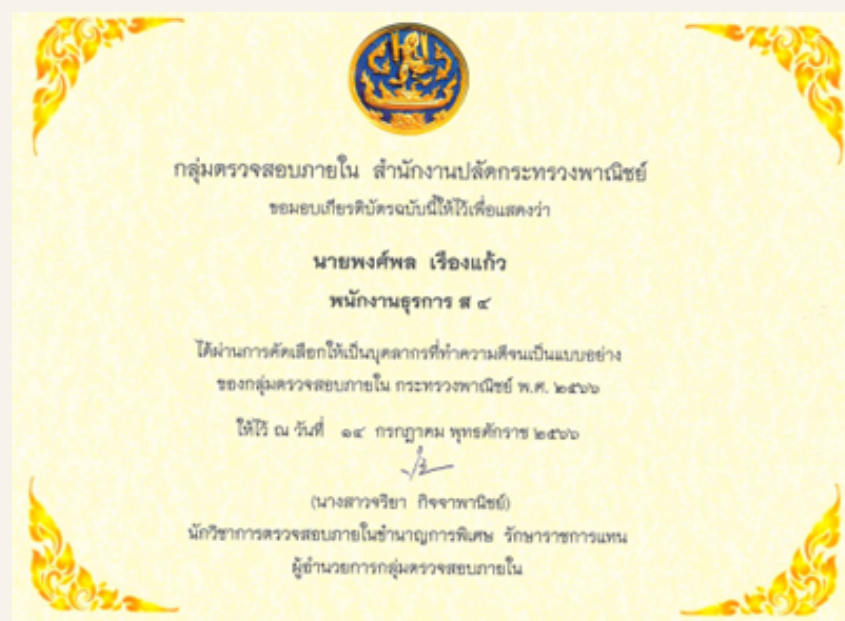 กลุ่มตรวจสอบภายใน สำนักงานปลัดกระทรวงพาณิชย์
ขอมอบเกียรติบัตรฉบับนี้ให้ไว้เพื่อแสดงว่า
นายพงศ์พล เรืองแก้ว
พนักงานธุรการ ส ๔
ได้ผ่านการคัดเลือกให้เป็นบุคลากรที่ทำความดีจนเป็นแบบอย่าง
ของกลุ่มตรวจสอบภายใน กระทรวงพาณิชย์ พ.ศ. ๒๕๖๖
ให้ไว้ ณ วันที่ ๑๔ กรกฎาคม พุทธศักราช ๒๕๖๖
(นางสาวจริยา กิจจาพานิชย์)
นักวิชาการตรวจสอบภายในชำนาญการพิเศษ รักษาราชการแทน
ผู้อำนวยการกลุ่มตรวจสอบภายใน